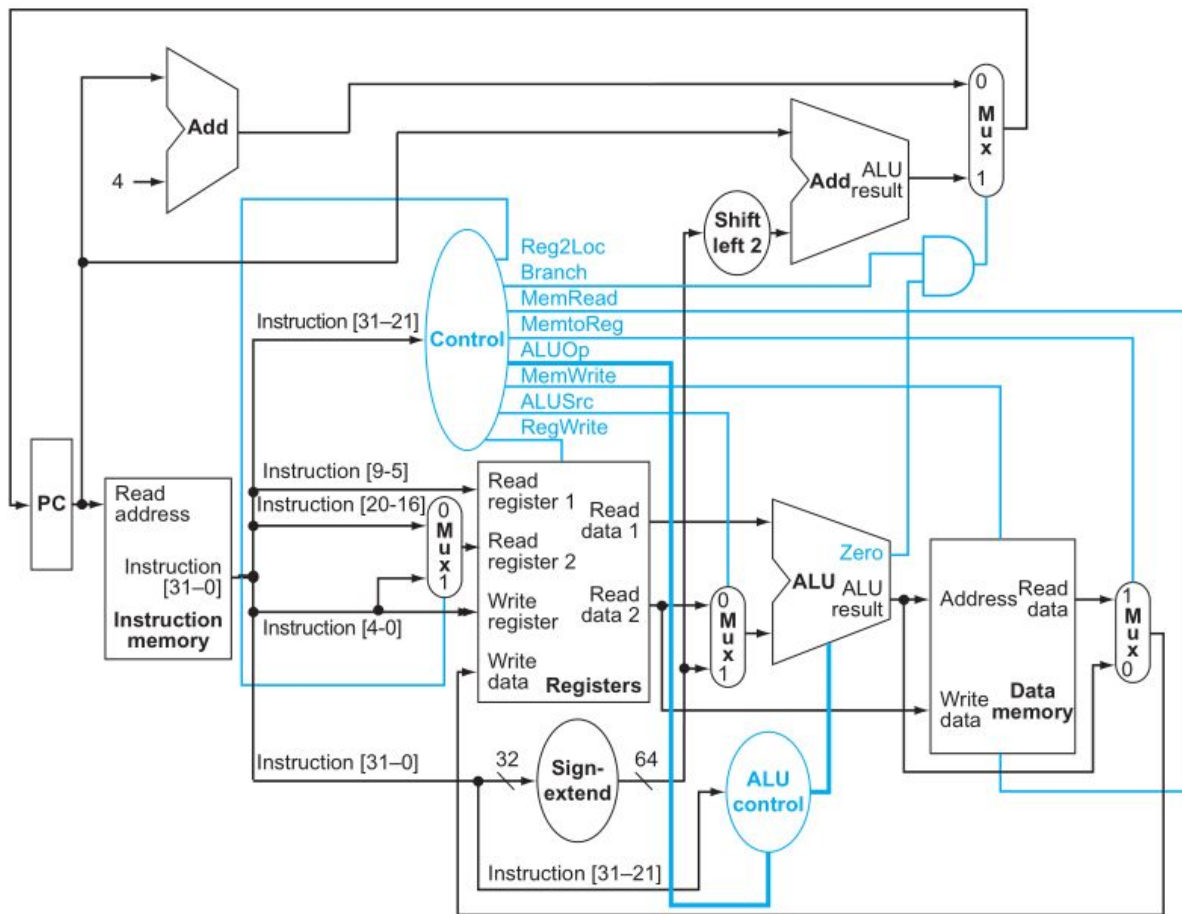 0
M
u
x
1
Add
4
Add
ALU
result
Shift
left 2
Reg2Loc
Branch
MemRead
MemtoReg
ALUOp
MemWrite
ALUSrc
RegWrite
Control
Instruction [31–21]
PC
Read
address
Instruction
[31–0]
Instruction
memory
Instruction [9-5]
Instruction [20-16]
Instruction [4-0]
0
M
u
x
1
Read
register 1
Read
register 2
Write
register
Write
data
Registers
Read
data 1
Read
data 2
0
M
u
x
1
Zero
ALU
ALU
result
Address
Read
data
Write
data
Data
memory
1
M
u
x
0
Instruction [31–0]
32
Sign-
extend
64
ALU
control
Instruction [31–21]